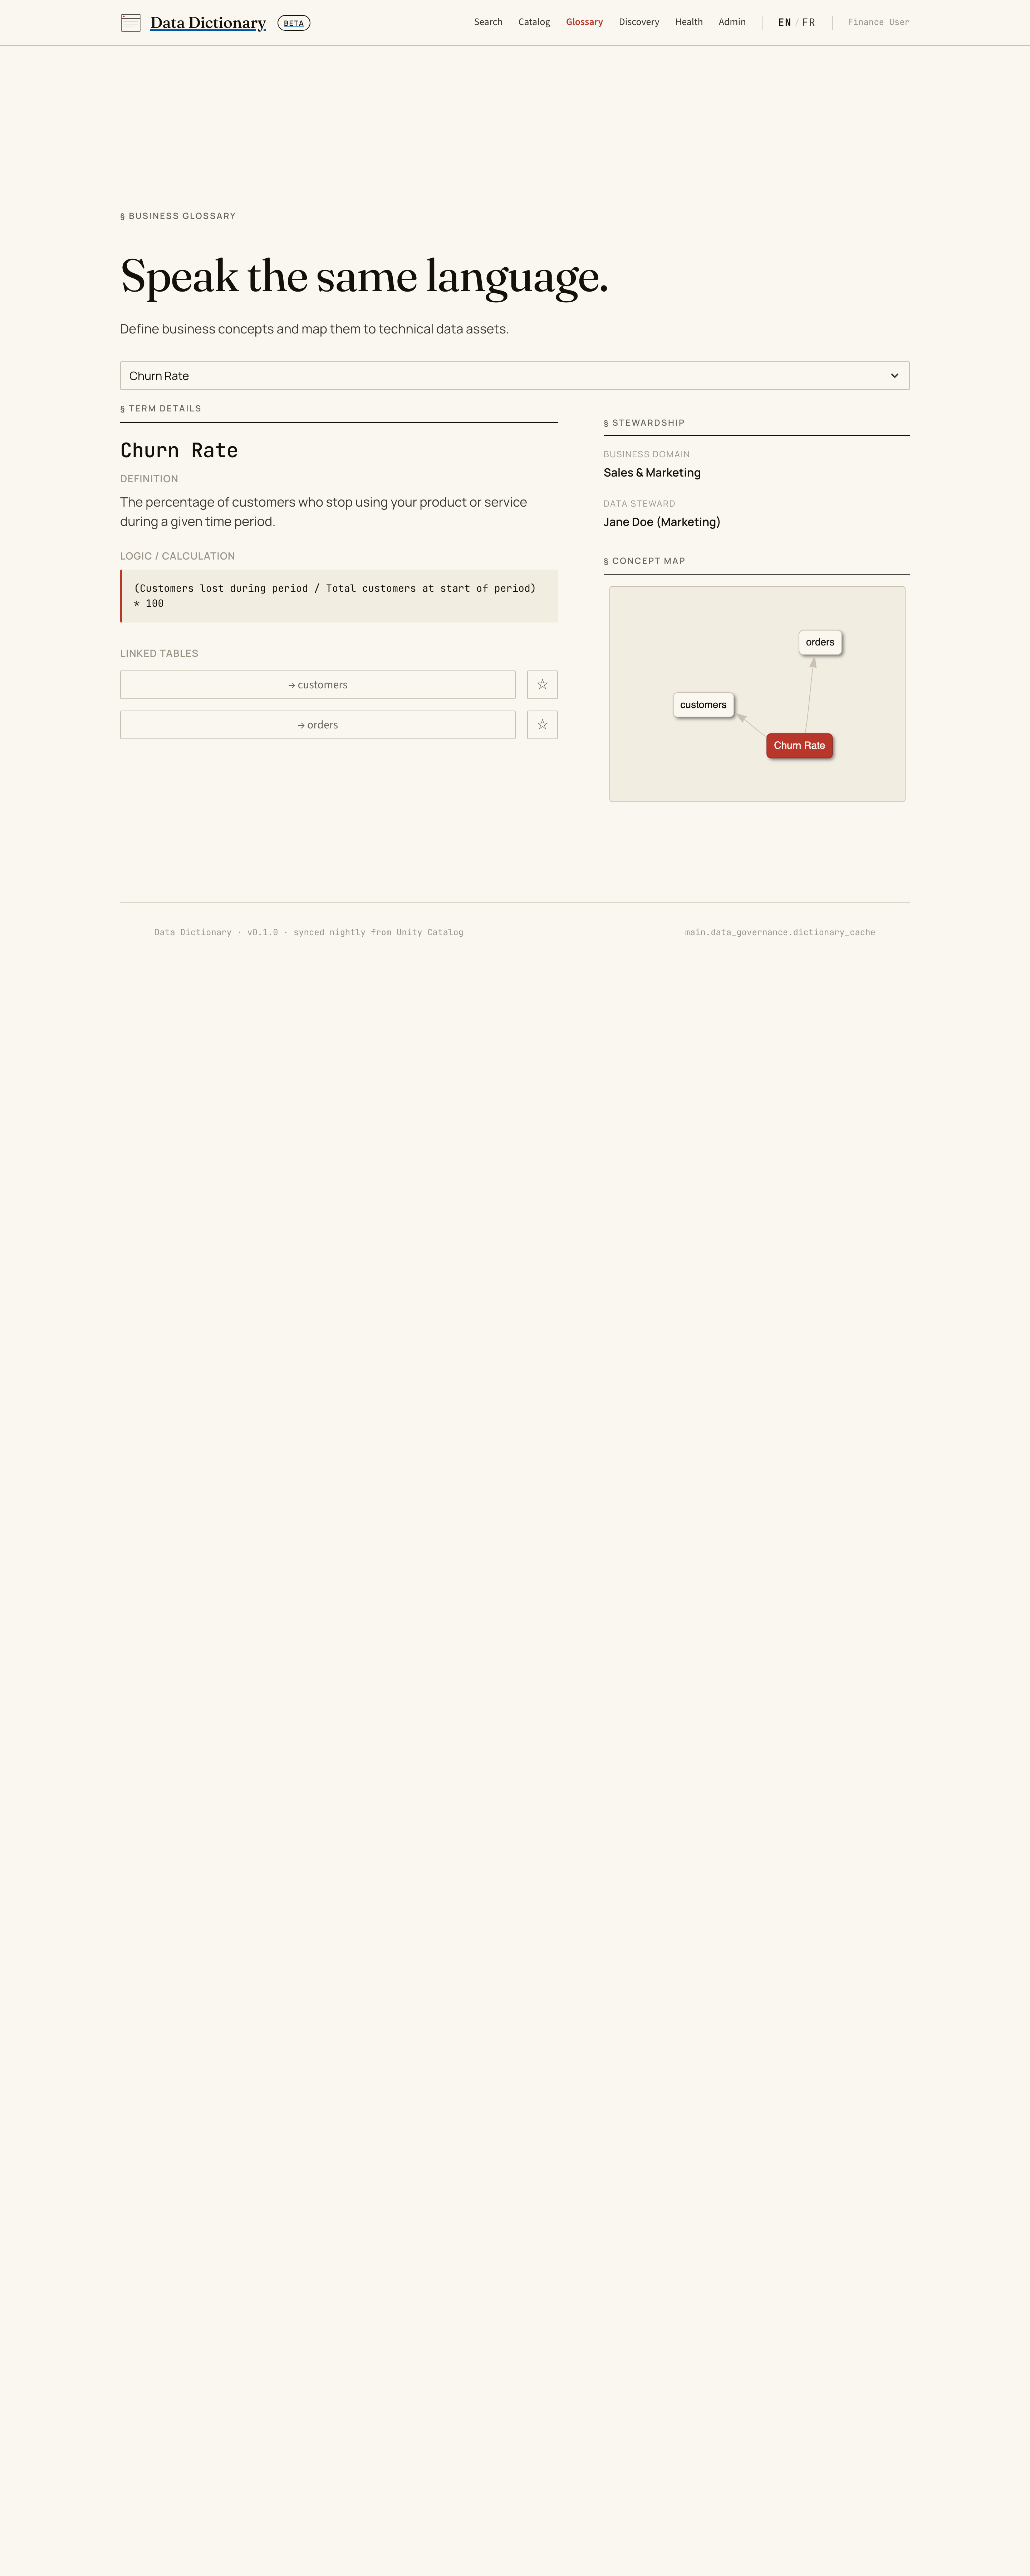 Data Dictionary BETA
Search Catalog Glossary Discovery Health Admin EN / FR Finance User
§ BUSINESS GLOSSARY
Speak the same language.
Define business concepts and map them to technical data assets.
Churn Rate
§ TERM DETAILS
Churn Rate
DEFINITION
The percentage of customers who stop using your product or service
during a given time period.
LOGIC / CALCULATION
(Customers lost during period / Total customers at start of period)
* 100
LINKED TABLES
→ customers
→ orders
§ STEWARDSHIP
BUSINESS DOMAIN
Sales & Marketing
DATA STEWARD
Jane Doe (Marketing)
§ CONCEPT MAP
orders
customers
Churn Rate
Data Dictionary · v0.1.0 · synced nightly from Unity Catalog
main.data_governance.dictionary_cache